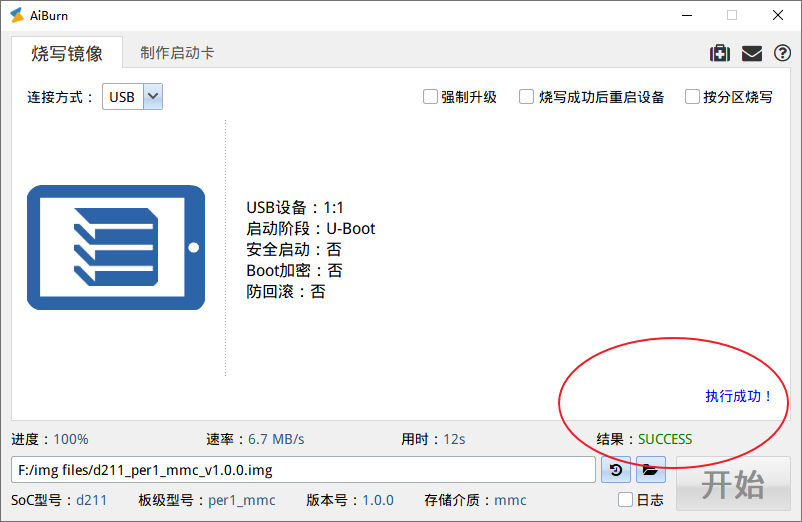 AiBurn
烧写镜像 制作启动卡
连接方式： USB 强制升级 烧写成功后重启设备 按分区烧写
USB设备：1:1
启动阶段：U-Boot
安全启动：否
Boot加密：否
防回滚：否
执行成功！
进度：100% 速率：6.7 MB/s 用时：12s 结果：SUCCESS
F:/img files/d211_per1_mmc_v1.0.0.img
开始
SoC型号：d211 板级型号：per1_mmc 版本号：1.0.0 存储介质：mmc 日志